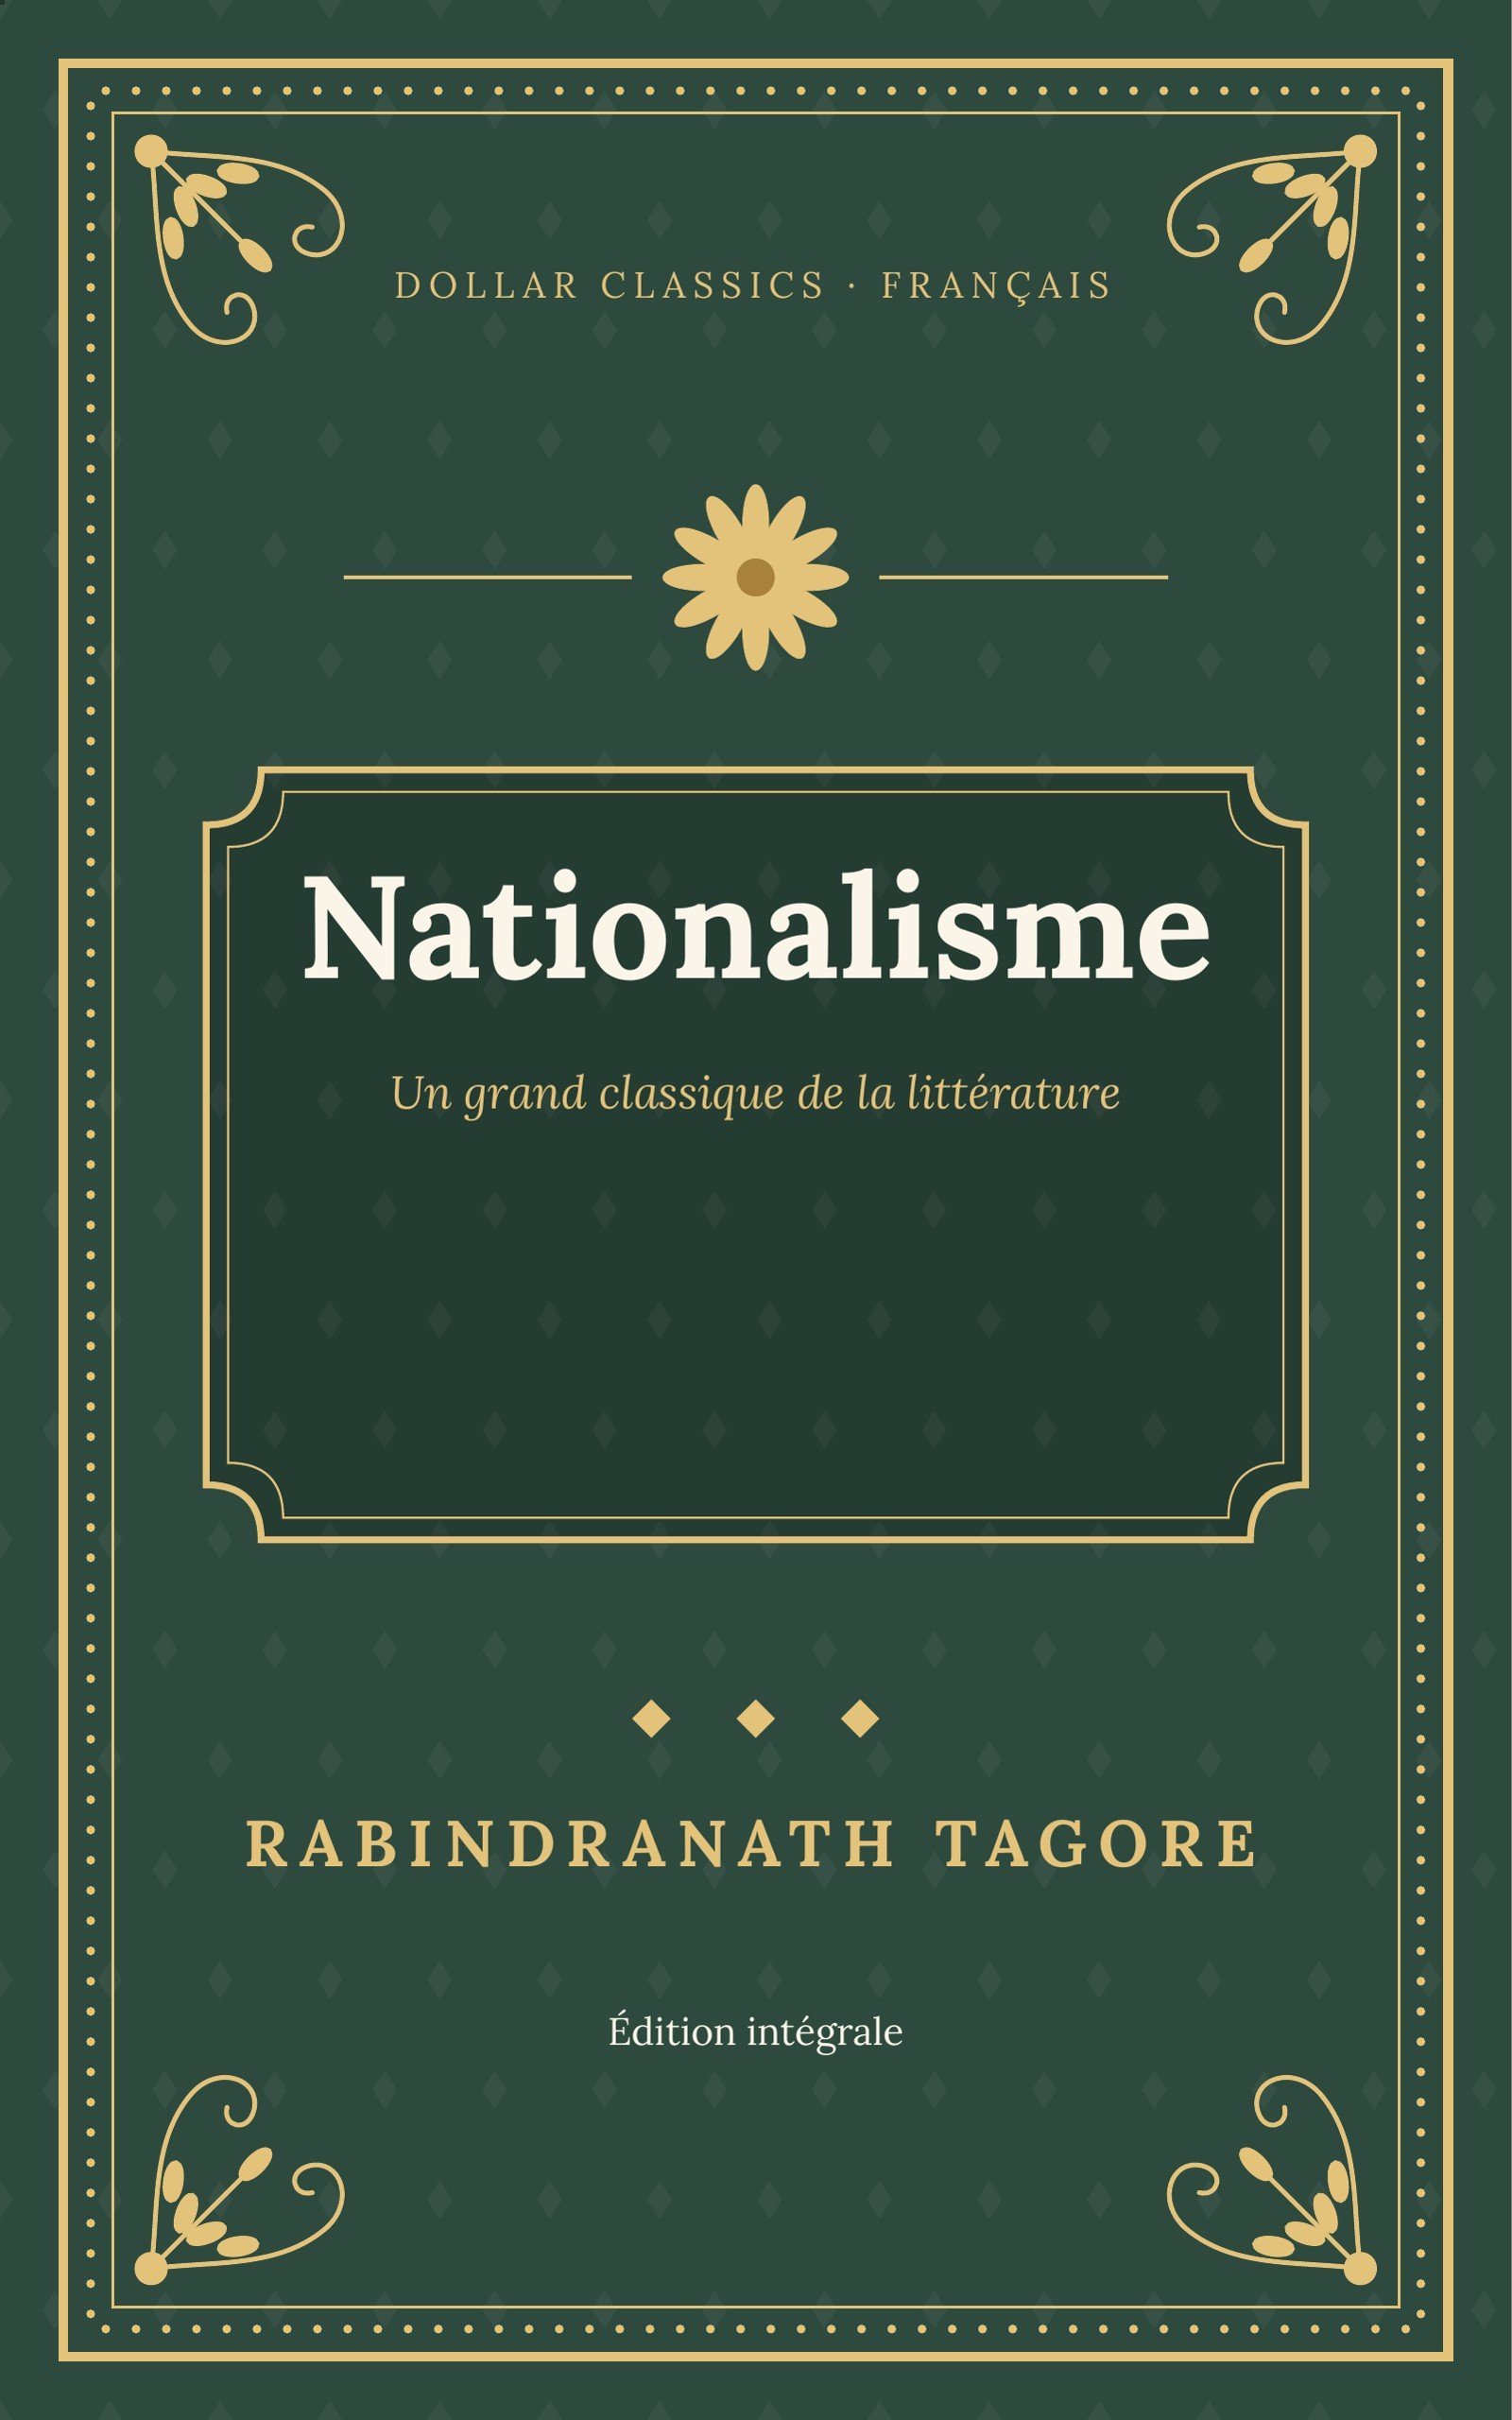 DOLLAR CLASSICS · FRANÇAIS
Nationalisme
Un grand classique de la littérature
RABINDRANATH TAGORE
Édition intégrale